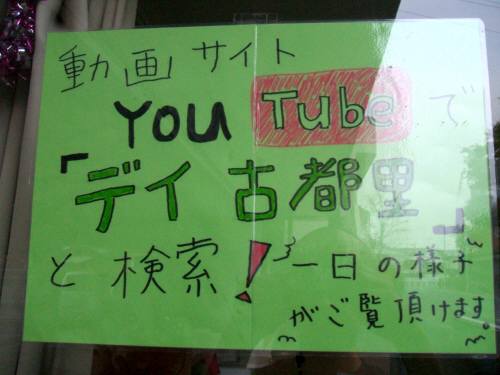 動画サイト
YouTubeで
「デイ古都里」
と検索!一日の様子
がご覧頂けます。